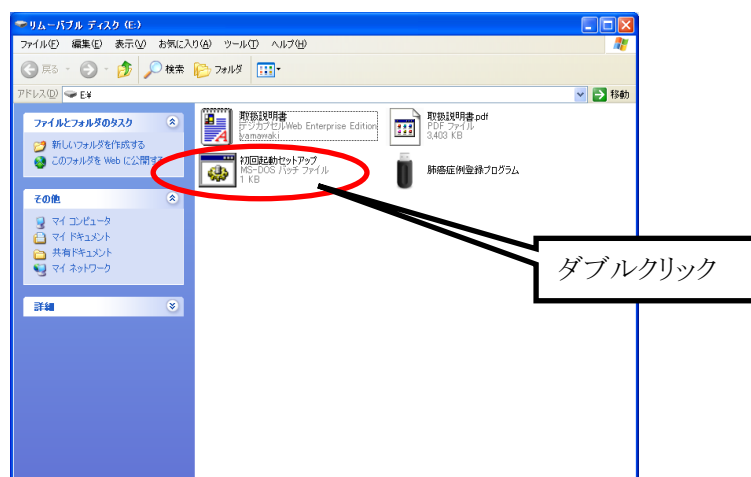 リムーバブル ディスク (E:)
ファイル(F) 編集(E) 表示(V) お気に入り(A) ツール(T) ヘルプ(H)
戻る 検索 フォルダ
アドレス(D) E:¥ 移動
ファイルとフォルダのタスク
新しいフォルダを作成する
このフォルダを Web に公開する
その他
マイ コンピュータ
マイ ドキュメント
共有ドキュメント
マイ ネットワーク
詳細
取扱説明書
デジカプセルWeb Enterprise Edition
yamawaki
取扱説明書.pdf
PDF ファイル
3,403 KB
初回起動セットアップ
MS-DOS バッチ ファイル
1 KB
肺癌症例登録プログラム
ダブルクリック